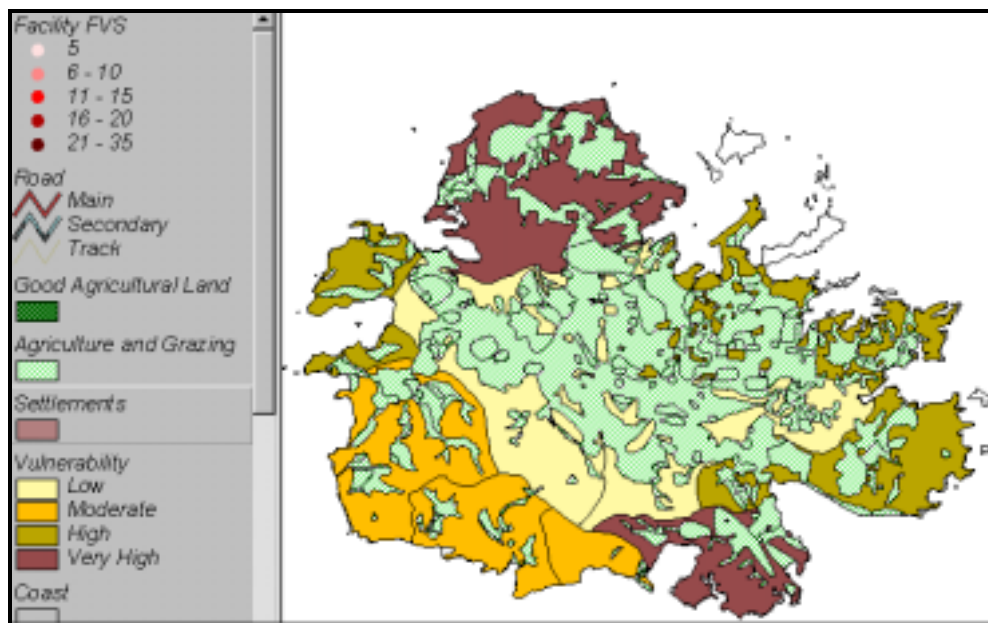 Facility FVS
5
6 - 10
11 - 15
16 - 20
21 - 35
Road
Main
Secondary
Track
Good Agricultural Land
Agriculture and Grazing
Settlements
Vulnerability
Low
Moderate
High
Very High
Coast